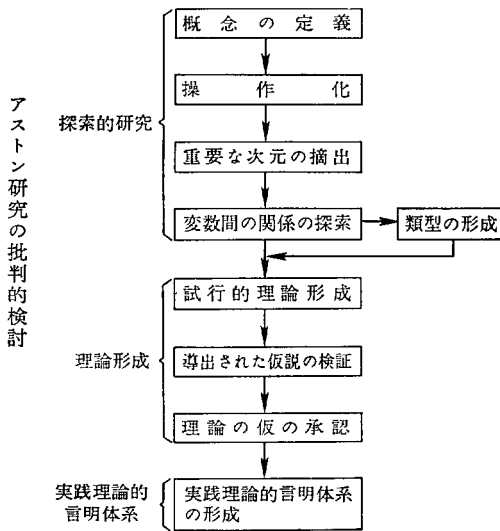 アストン研究の批判的検討
探索的研究
概念の定義
操作化
重要な次元の摘出
変数間の関係の探索
類型の形成
理論形成
試行的理論形成
導出された仮説の検証
理論の仮の承認
実践理論的
言明体系
実践理論的言明体系
の形成